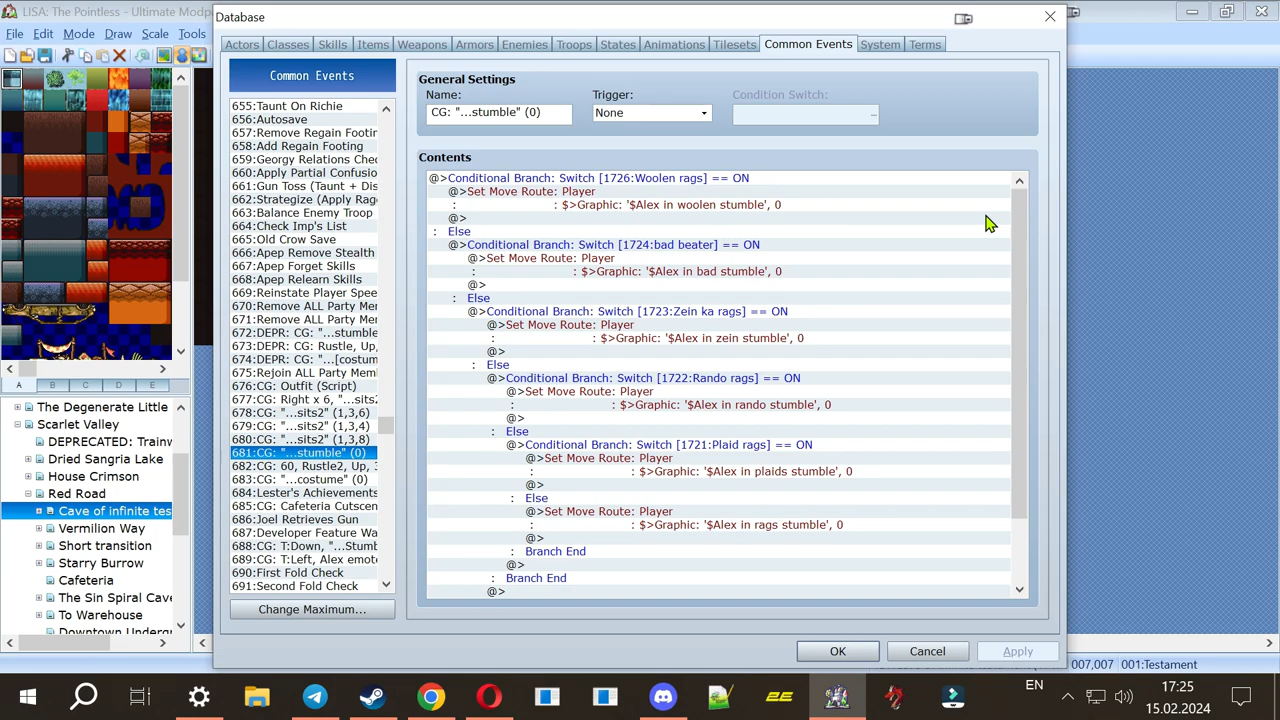 LISA: The Pointless - Ultimate Modp
File Edit Mode Draw Scale Tools
Database
Actors Classes Skills Items Weapons Armors Enemies Troops States Animations Tilesets Common Events System Terms
Common Events
655:Taunt On Richie
656:Autosave
657:Remove Regain Footin
658:Add Regain Footing
659:Georgy Relations Chec
660:Apply Partial Confusio
661:Gun Toss (Taunt + Dis
662:Strategize (Apply Rage
663:Balance Enemy Troop
664:Check Imp's List
665:Old Crow Save
666:Apep Remove Stealth
667:Apep Forget Skills
668:Apep Relearn Skills
669:Reinstate Player Spee
670:Remove ALL Party Mem
671:Remove ALL Party Mem
672:DEPR: CG: "...stumble
673:DEPR: CG: Rustle, Up,
674:DEPR: CG: "...[costum
675:Rejoin ALL Party Memb
676:CG: Outfit (Script)
677:CG: Right x 6, "...sits
678:CG: "...sits2" (1,3,6)
679:CG: "...sits2" (1,3,4)
680:CG: "...sits2" (1,3,8)
681:CG: "...stumble" (0)
682:CG: 60, Rustle2, Up, 3
683:CG: "...costume" (0)
684:Lester's Achievements
685:CG: Cafeteria Cutscen
686:Joel Retrieves Gun
687:Developer Feature Wa
688:CG: T:Down, "...Stumb
689:CG: T:Left, Alex emote
690:First Fold Check
691:Second Fold Check
Change Maximum...
General Settings
Name: Trigger: Condition Switch:
CG: "...stumble" (0) None
Contents
@>Conditional Branch: Switch [1726:Woolen rags] == ON
@>Set Move Route: Player
: : $>Graphic: '$Alex in woolen stumble', 0
@>
: Else
@>Conditional Branch: Switch [1724:bad beater] == ON
@>Set Move Route: Player
: : $>Graphic: '$Alex in bad stumble', 0
@>
: Else
@>Conditional Branch: Switch [1723:Zein ka rags] == ON
@>Set Move Route: Player
: : $>Graphic: '$Alex in zein stumble', 0
@>
: Else
@>Conditional Branch: Switch [1722:Rando rags] == ON
@>Set Move Route: Player
: : $>Graphic: '$Alex in rando stumble', 0
@>
: Else
@>Conditional Branch: Switch [1721:Plaid rags] == ON
@>Set Move Route: Player
: : $>Graphic: '$Alex in plaids stumble', 0
@>
: Else
@>Set Move Route: Player
: : $>Graphic: '$Alex in rags stumble', 0
@>
: Branch End
@>
: Branch End
@>
OK Cancel Apply
A B C D E
The Degenerate Little
Scarlet Valley
DEPRECATED: Trainw
Dried Sangria Lake
House Crimson
Red Road
Cave of infinite tes
Vermilion Way
Short transition
Starry Burrow
Cafeteria
The Sin Spiral Cave
To Warehouse
Downtown Undergr
007,007 001:Testament
EN
17:25
15.02.2024